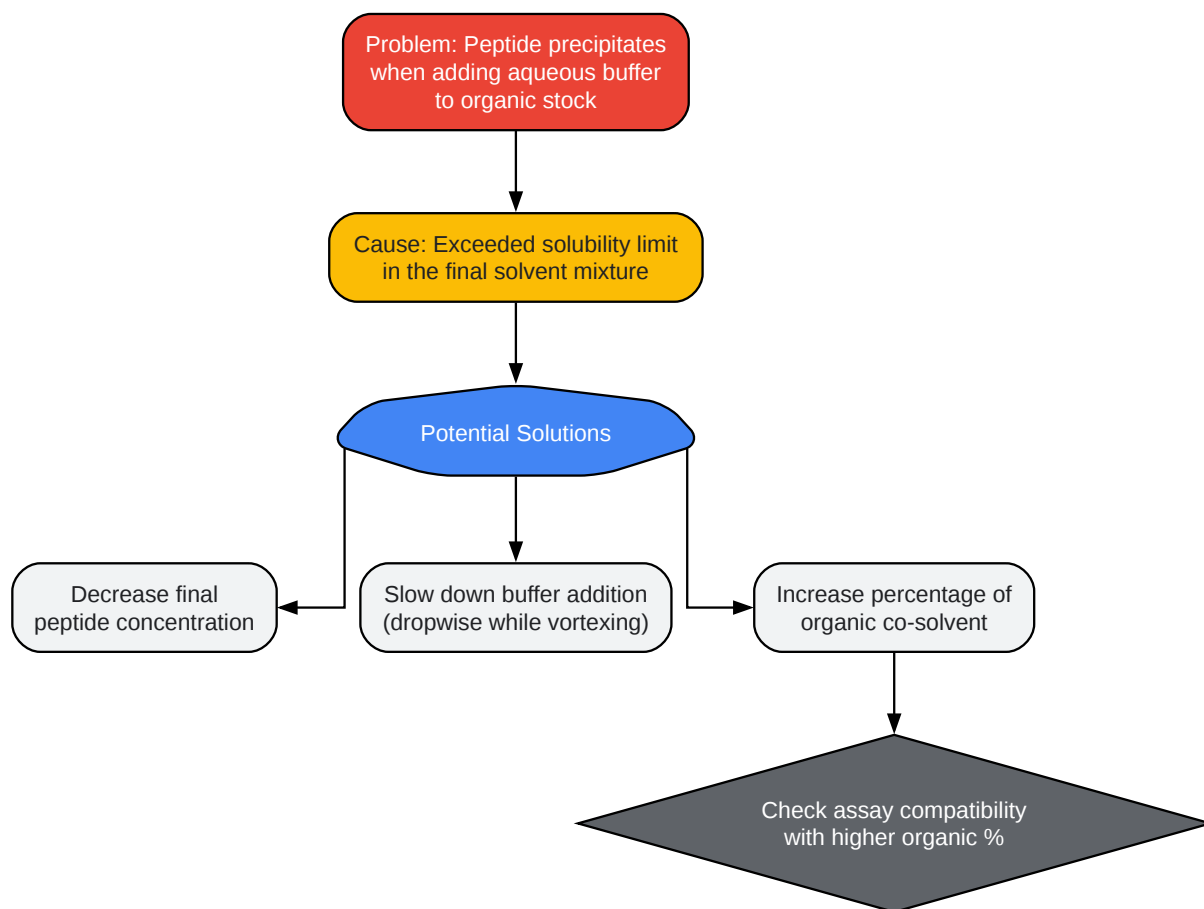 Problem: Peptide precipitates
when adding aqueous buffer
to organic stock
Cause: Exceeded solubility limit
in the final solvent mixture
Potential Solutions
Decrease final
peptide concentration
Slow down buffer addition
(dropwise while vortexing)
Increase percentage of
organic co-solvent
Check assay compatibility
with higher organic %